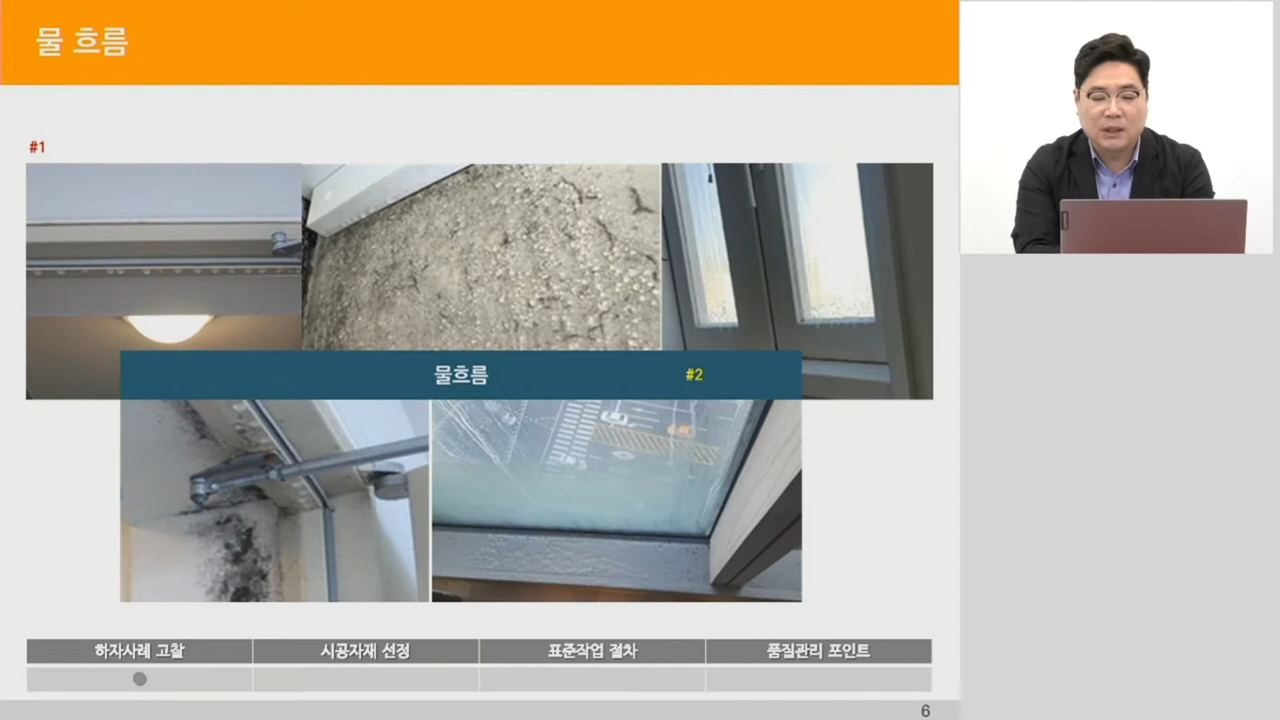 물 흐름
#1
물흐름 #2
하자사례 고찰 시공자재 선정 표준작업 절차 품질관리 포인트
6